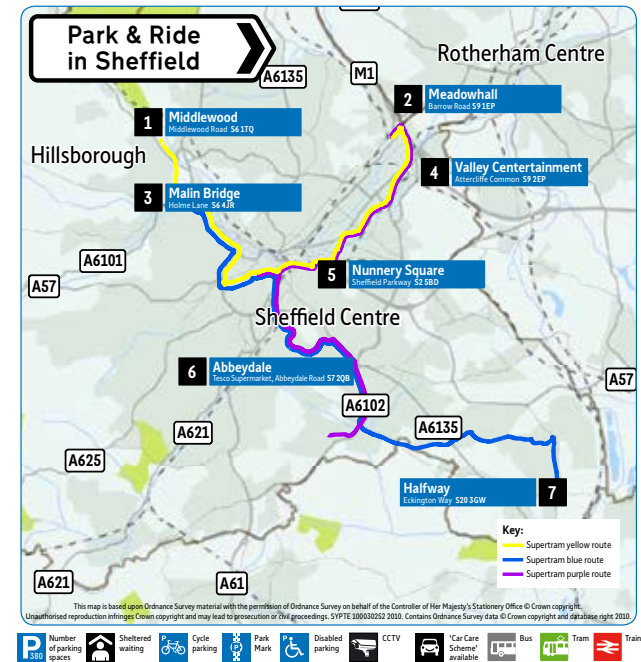 Park & Ride
in Sheffield
Rotherham Centre
A6135
M1
2 Meadowhall
Barrow Road S9 1EP
1 Middlewood
Middlewood Road S6 1TQ
Hillsborough
4 Valley Centertainment
Attercliffe Common S9 2EP
3 Malin Bridge
Holme Lane S6 4JR
A6101
A57
5 Nunnery Square
Sheffield Parkway S2 5BD
Sheffield Centre
6 Abbeydale
Tesco Supermarket, Abbeydale Road S7 2QB
A57
A6102
A621
A6135
A625
Halfway 7
Eckington Way S20 3GW
Key:
Supertram yellow route
Supertram blue route
Supertram purple route
A621
A61
This map is based upon Ordnance Survey material with the permission of Ordnance Survey on behalf of the Controller of Her Majesty's Stationery Office © Crown copyright.
Unauthorised reproduction infringes Crown copyright and may lead to prosecution or civil proceedings. SYPTE 100030252 2010. Contains Ordnance Survey data © Crown copyright and database right 2010.
P 380 Number of parking spaces
Sheltered waiting
P Cycle parking
P Park Mark
P Disabled parking
CCTV
'Car Care Scheme' available
Bus
Tram
Train